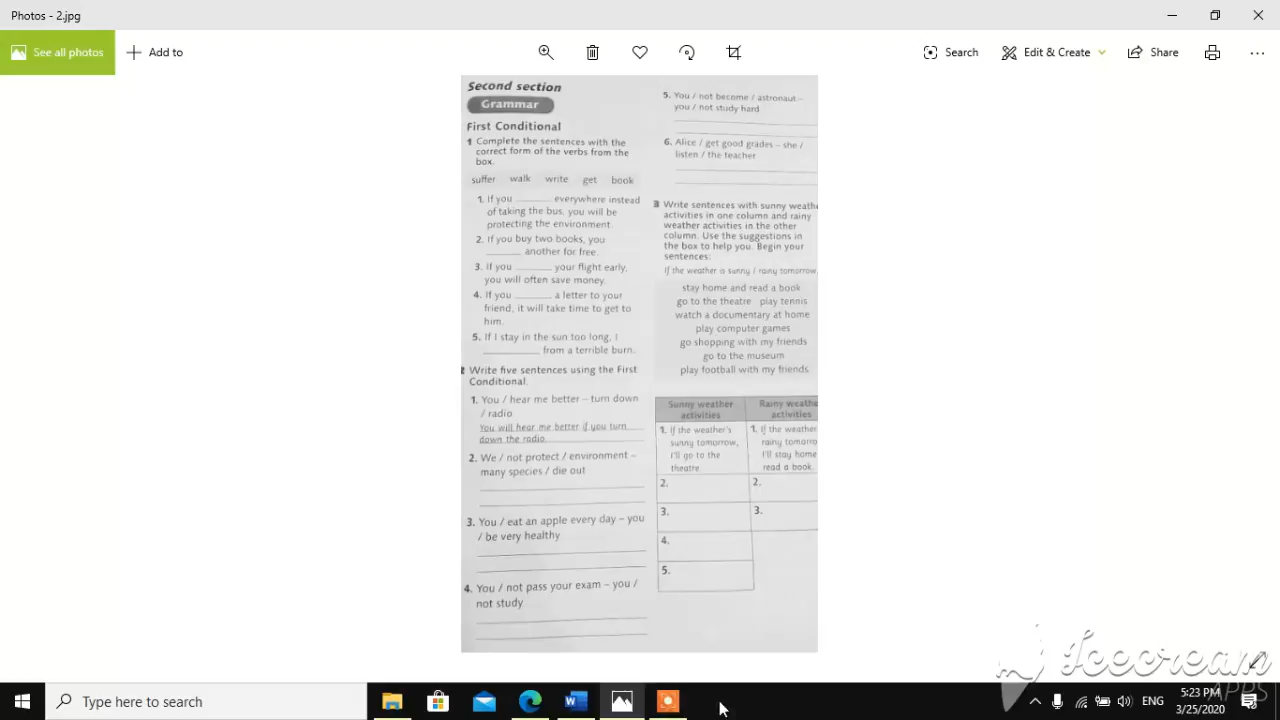 Photos - 2.jpg
See all photos
Add to
Search
Edit & Create
Share
Second section
Grammar
First Conditional
1 Complete the sentences with the
correct form of the verbs from the
box.
suffer walk write get book
1. If you ______ everywhere instead
of taking the bus, you will be
protecting the environment.
2. If you buy two books, you
______ another for free.
3. If you ______ your flight early,
you will often save money.
4. If you ______ a letter to your
friend, it will take time to get to
him.
5. If I stay in the sun too long, I
______ from a terrible burn.
2 Write five sentences using the First
Conditional.
1. You / hear me better – turn down
/ radio
You will hear me better if you turn
down the radio.
2. We / not protect / environment –
many species / die out
3. You / eat an apple every day – you
/ be very healthy
4. You / not pass your exam – you /
not study
5. You / not become / astronaut –
you / not study hard
6. Alice / get good grades – she /
listen / the teacher
3 Write sentences with sunny weathe
activities in one column and rainy
weather activities in the other
column. Use the suggestions in
the box to help you. Begin your
sentences:
If the weather is sunny / rainy tomorrow,
stay home and read a book
go to the theatre play tennis
watch a documentary at home
play computer games
go shopping with my friends
go to the museum
play football with my friends
Sunny weather
activities
Rainy weathe
activities
1. If the weather's
sunny tomorrow,
I'll go to the
theatre
1. If the weather
rainy tomorro
I'll stay home
read a book.
2.
2.
3.
3.
4.
5.
Icecream
APPS
Type here to search
ENG
5:23 PM
3/25/2020